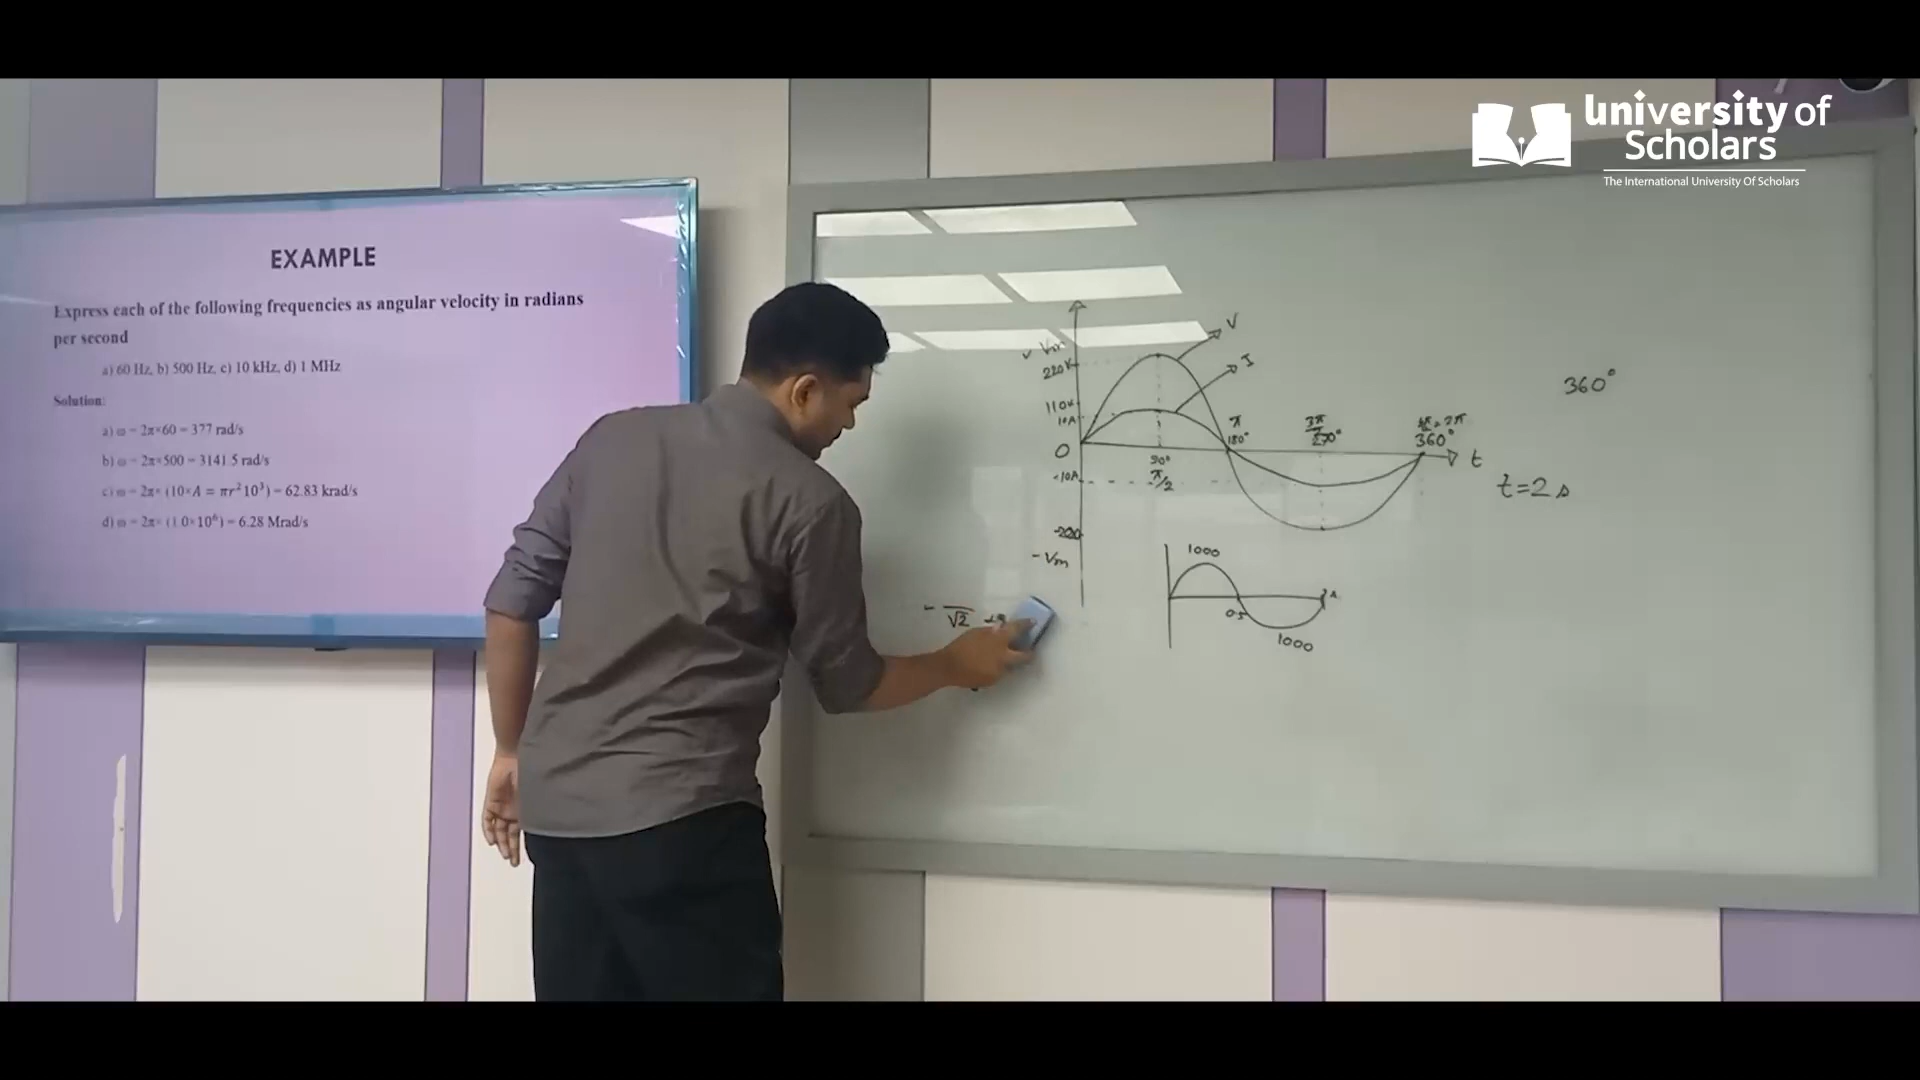 University of
Scholars
The International University Of Scholars
EXAMPLE
Express each of the following frequencies as angular velocity in radians
per second
a) 60 Hz, b) 500 Hz, c) 10 kHz, d) 1 MHz
Solution:
a) ω = 2π×60 = 377 rad/s
b) ω = 2π×500 = 3141.5 rad/s
c) ω = 2π× (10×A = πr²10³) = 62.83 krad/s
d) ω = 2π× (1.0×10⁶) = 6.28 Mrad/s
V
Vm
220V
I
110V
10A
0
-10A
-220
-Vm
90°
π/2
π
180°
3π/2
270°
= 2π
360°
t
360°
t=2s
1000
0.5
1000
√2